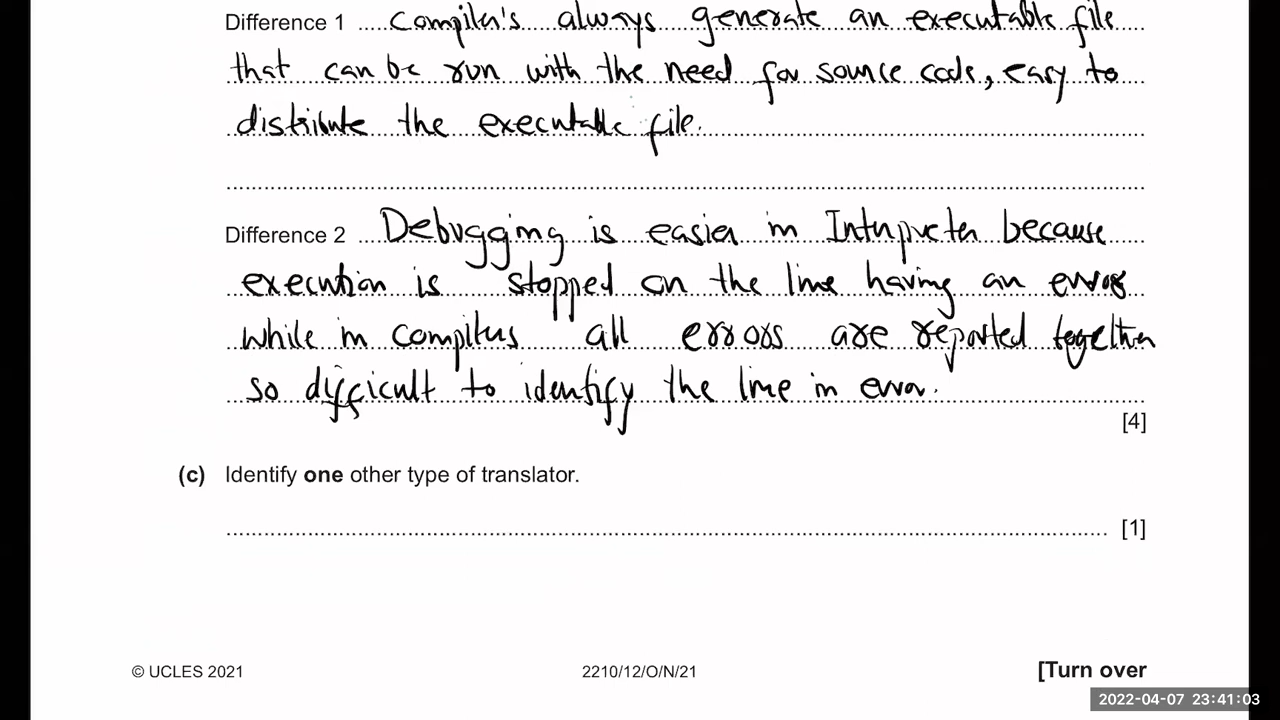 Difference 1 Compiler's always generate an executable file
that can be run with the need for source code, easy to
distribute the executable file.
Difference 2 Debugging is easier in Interpreter because
execution is stopped on the line having an error
while in compilers all errors are reported together
so difficult to identify the line in error.
[4]
(c) Identify one other type of translator.
[1]
© UCLES 2021 2210/12/O/N/21 [Turn over
2022-04-07 23:41:03